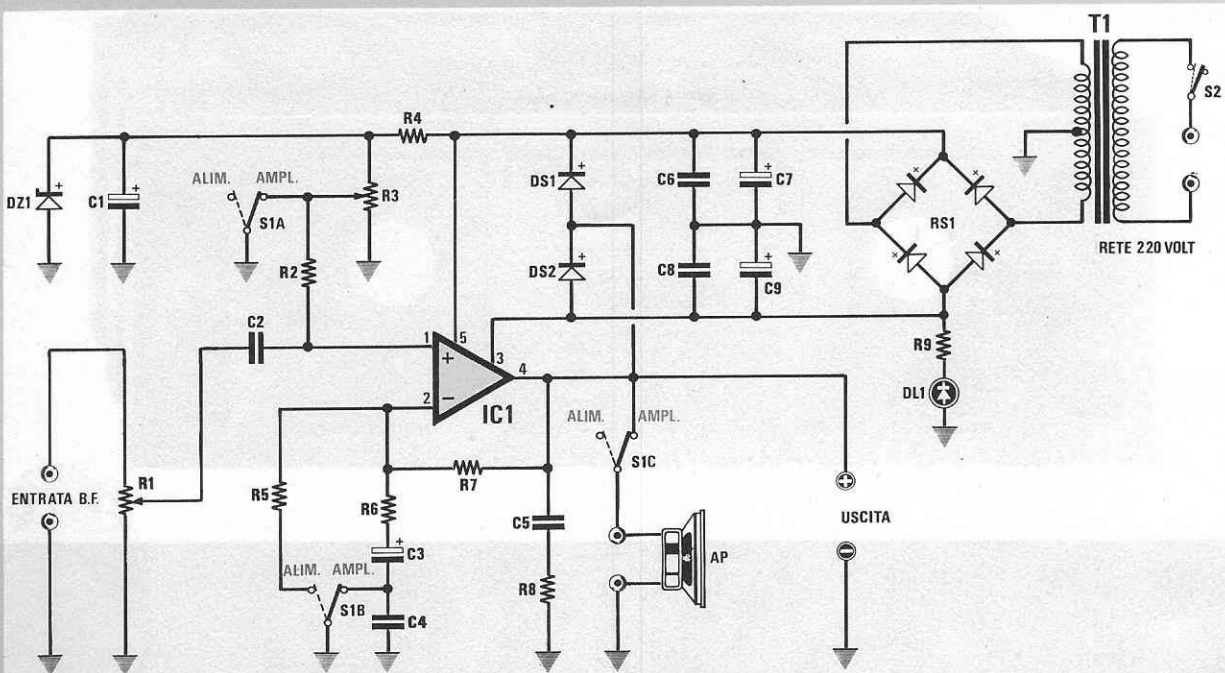 T1
S2
R4
ALIM. AMPL.
DZ1
C1
S1A
R3
DS1
C6
C7
RS1
R2
DS2
C8
C9
RETE 220 VOLT
C2
1
5
3
4
2
IC1
R9
DL1
ALIM. AMPL.
S1C
ENTRATA B.F.
R1
R5
R6
R7
C5
USCITA
C3
AP
ALIM. AMPL.
S1B
C4
R8